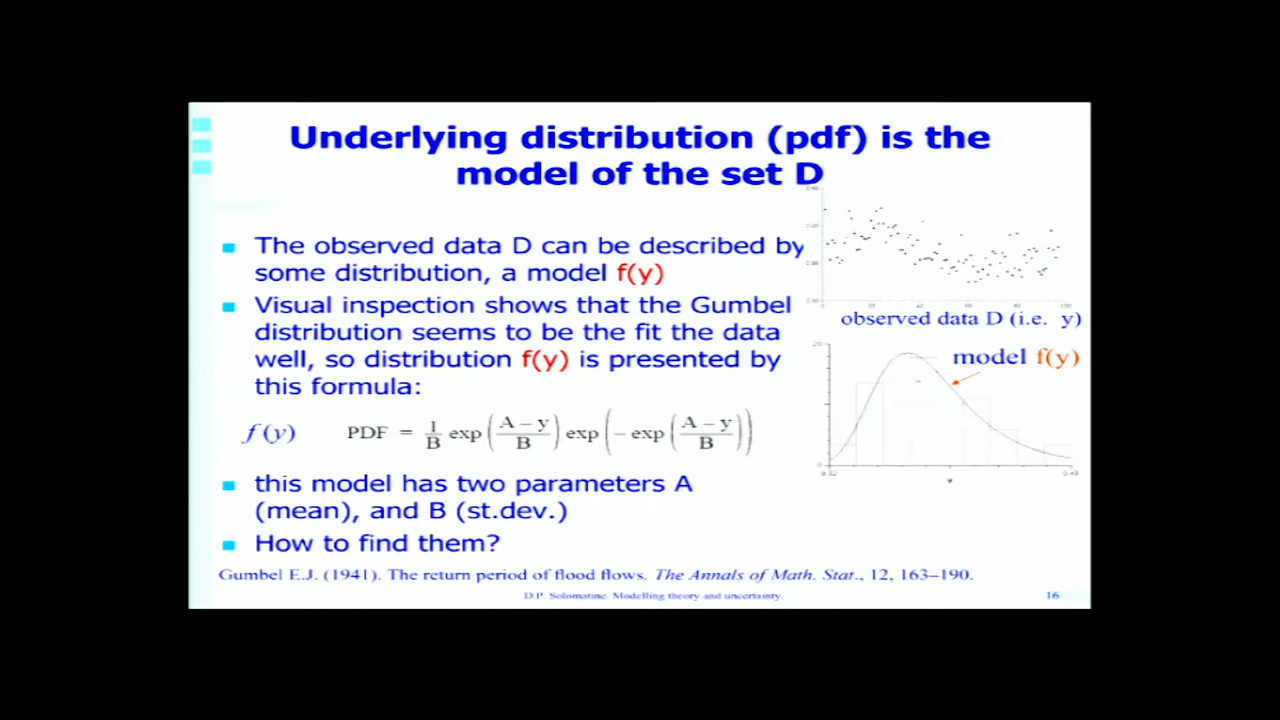 Underlying distribution (pdf) is the
model of the set D
The observed data D can be described by
some distribution, a model f(y)
Visual inspection shows that the Gumbel
distribution seems to be the fit the data
well, so distribution f(y) is presented by
this formula:
f(y) PDF = 1/B exp((A − y)/B) exp(− exp((A − y)/B))
this model has two parameters A
(mean), and B (st.dev.)
How to find them?
observed data D (i.e. y)
model f(y)
Gumbel E.J. (1941). The return period of flood flows. The Annals of Math. Stat., 12, 163–190.
D.P. Solomatine. Modelling theory and uncertainty.
16